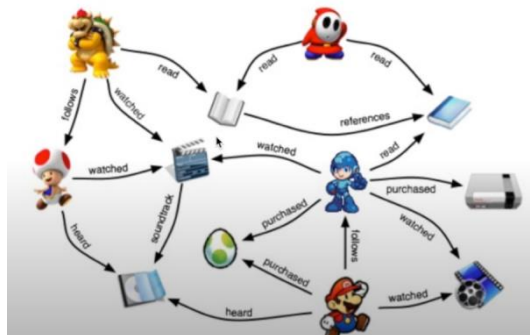 read
read
read
follows
watched
references
watched
watched
read
purchased
heard
soundtrack
purchased
watched
follows
purchased
heard
watched